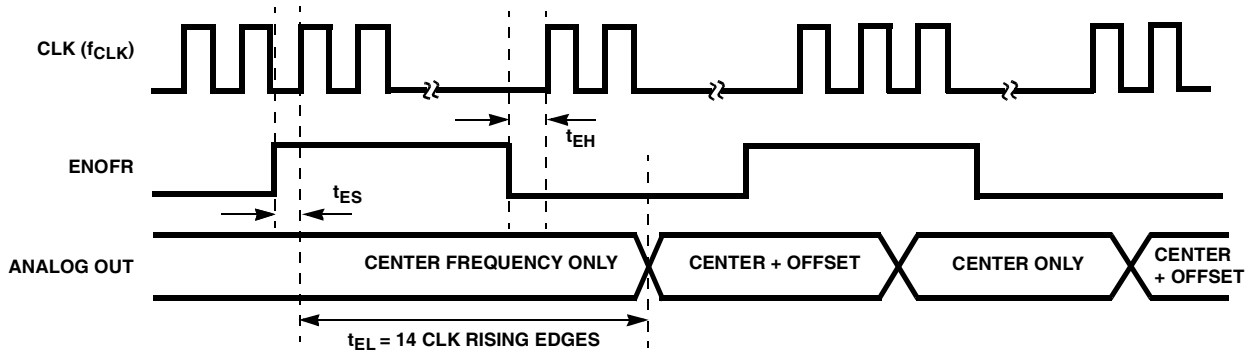 CLK (fCLK)
tEH
ENOFR
tES
ANALOG OUT
CENTER FREQUENCY ONLY
CENTER + OFFSET
CENTER ONLY
CENTER
+ OFFSET
tEL = 14 CLK RISING EDGES